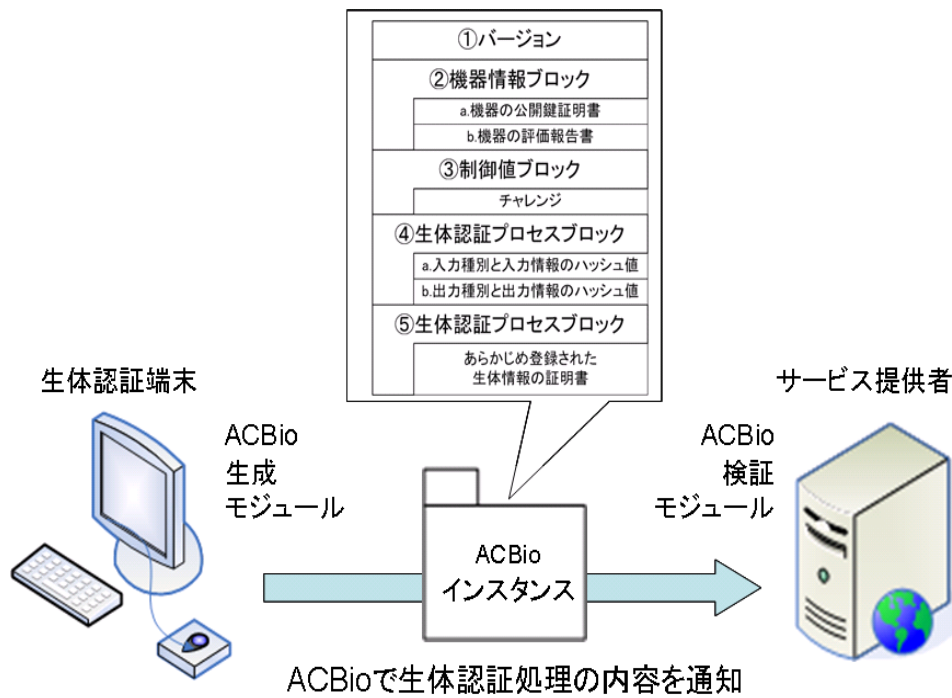 ①バージョン
②機器情報ブロック
a.機器の公開鍵証明書
b.機器の評価報告書
③制御値ブロック
チャレンジ
④生体認証プロセスブロック
a.入力種別と入力情報のハッシュ値
b.出力種別と出力情報のハッシュ値
⑤生体認証プロセスブロック
あらかじめ登録された
生体情報の証明書
生体認証端末
サービス提供者
ACBio
生成
モジュール
ACBio
検証
モジュール
ACBio
インスタンス
ACBioで生体認証処理の内容を通知